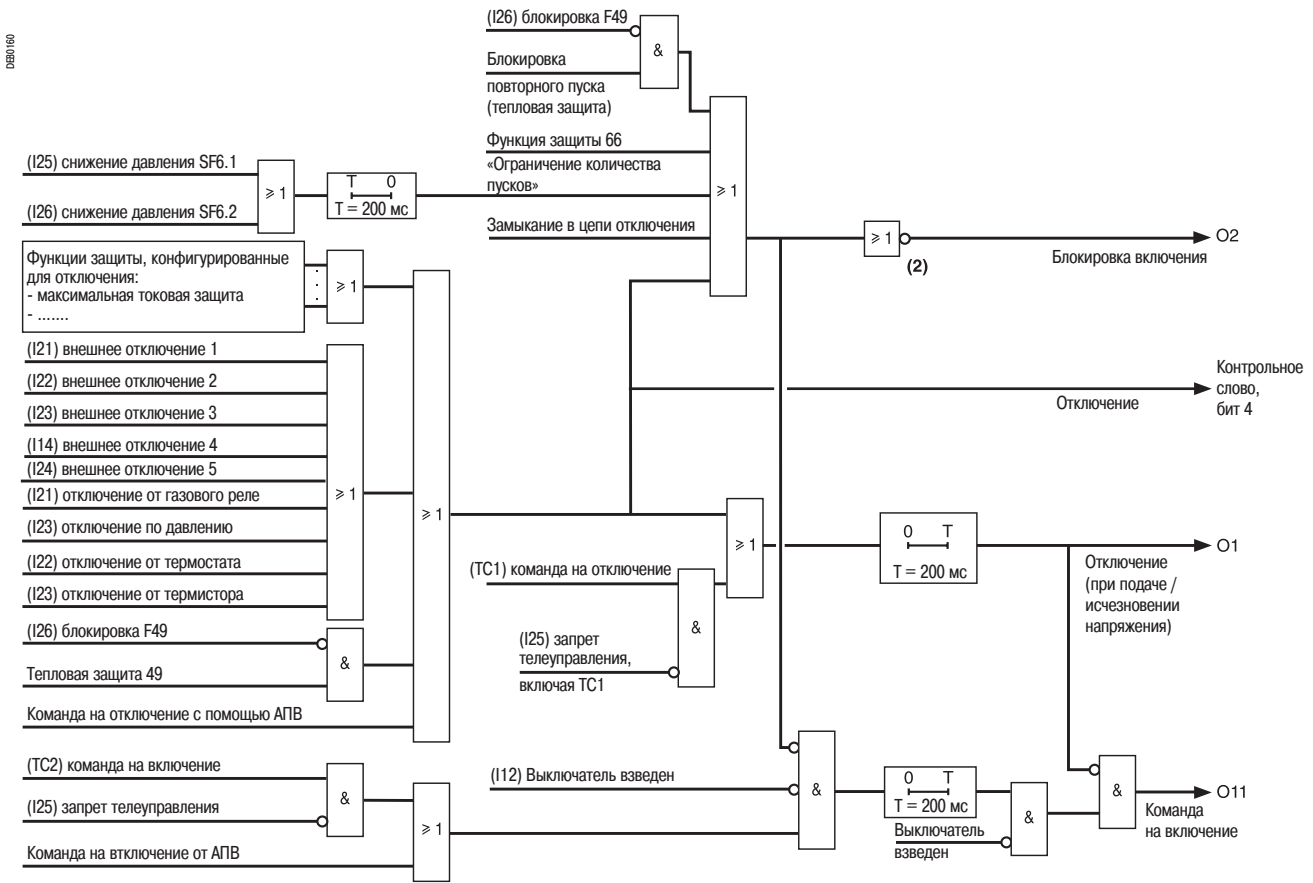 DE80160
(I26) блокировка F49
&
Блокировка
повторного пуска
(тепловая защита)
Функция защиты 66
«Ограничение количества
пусков»
(I25) снижение давления SF6.1
(I26) снижение давления SF6.2
≥ 1
T 0
T = 200 мс
≥ 1
Замыкание в цепи отключения
≥ 1
(2)
O2
Блокировка включения
Функции защиты, конфигурированные
для отключения:
- максимальная токовая защита
- .......
≥ 1
(I21) внешнее отключение 1
(I22) внешнее отключение 2
(I23) внешнее отключение 3
(I14) внешнее отключение 4
(I24) внешнее отключение 5
(I21) отключение от газового реле
(I23) отключение по давлению
(I22) отключение от термостата
(I23) отключение от термистора
≥ 1
≥ 1
Отключение
Контрольное
слово,
бит 4
(I26) блокировка F49
Тепловая защита 49
&
Команда на отключение с помощью АПВ
(TC1) команда на отключение
(I25) запрет
телеуправления,
включая TC1
&
≥ 1
0 T
T = 200 мс
O1
Отключение
(при подаче /
исчезновении
напряжения)
(TC2) команда на включение
(I25) запрет телеуправления
&
Команда на втключение от АПВ
≥ 1
(I12) Выключатель взведен
&
0 T
T = 200 мс
Выключатель
взведен
&
&
O11
Команда
на включение